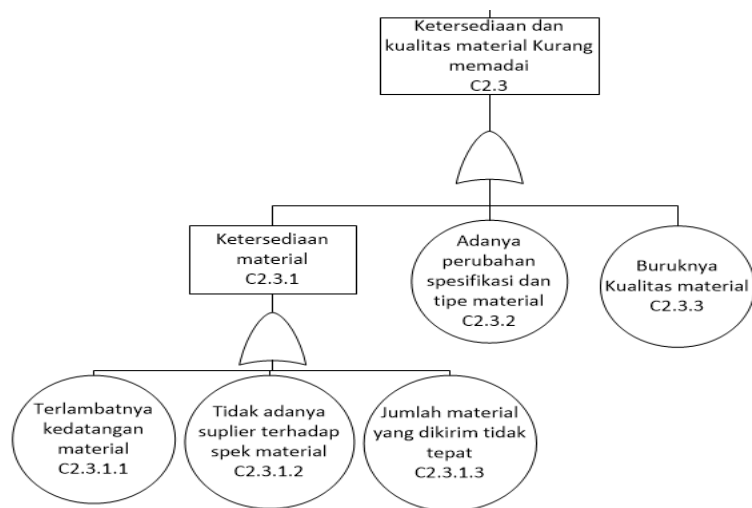 Ketersediaan dan
kualitas material Kurang
memadai
C2.3
Ketersediaan
material
C2.3.1
Adanya
perubahan
spesifikasi dan
tipe material
C2.3.2
Buruknya
Kualitas material
C2.3.3
Terlambatnya
kedatangan
material
C2.3.1.1
Tidak adanya
suplier terhadap
spek material
C2.3.1.2
Jumlah material
yang dikirim tidak
tepat
C2.3.1.3